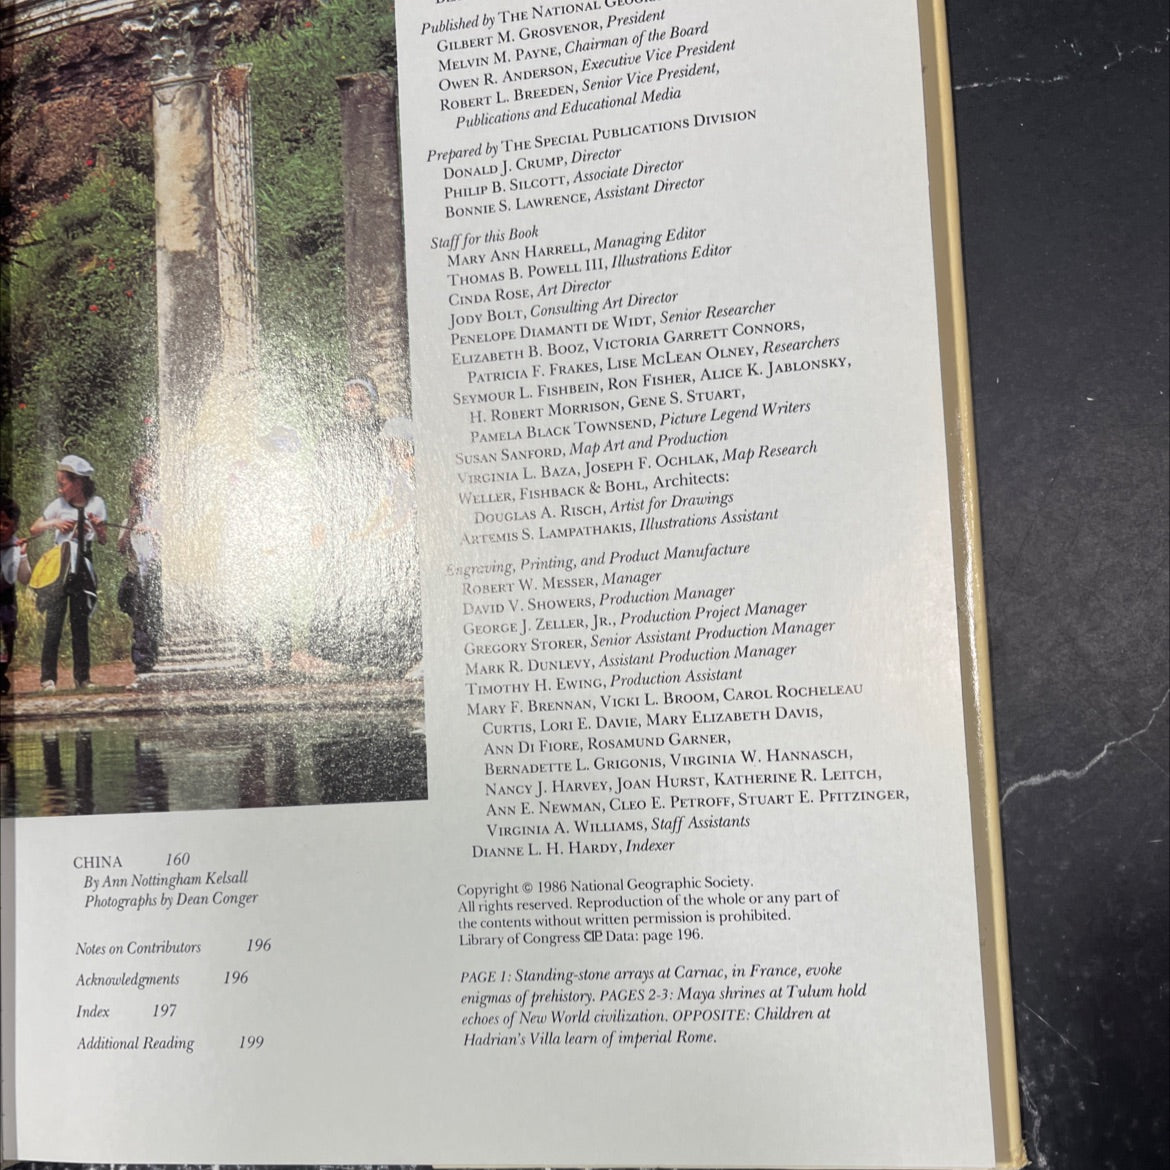 Published by THE NATIONAL
GILBERT M. GROSVENOR, President
MELVIN M. PAYNE, Chairman of the Board
OWEN R. ANDERSON, Executive Vice President
ROBERT L. BREEDEN, Senior Vice President,
Publications and Educational Media
Prepared by THE SPECIAL PUBLICATIONS DIVISION
DONALD J. CRUMP, Director
PHILIP B. SILCOTT, Associate Director
BONNIE S. LAWRENCE, Assistant Director
Staff for this Book
MARY ANN HARRELL, Managing Editor
THOMAS B. POWELL III, Illustrations Editor
CINDA ROSE, Art Director
JODY BOLT, Consulting Art Director
PENELOPE DIAMANTI DE WIDT, Senior Researcher
ELIZABETH B. BOOZ, VICTORIA GARRETT CONNORS,
PATRICIA F. FRAKES, LISE MCLEAN OLNEY, Researchers
SEYMOUR L. FISHBEIN, RON FISHER, ALICE K. JABLONSKY,
H. ROBERT MORRISON, GENE S. STUART,
PAMELA BLACK TOWNSEND, Picture Legend Writers
SUSAN SANFORD, Map Art and Production
VIRGINIA L. BAZA, JOSEPH F. OCHLAK, Map Research
WELLER, FISHBACK & BOHL, Architects:
DOUGLAS A. RISCH, Artist for Drawings
ARTEMIS S. LAMPATHAKIS, Illustrations Assistant
Engraving, Printing, and Product Manufacture
ROBERT W. MESSER, Manager
DAVID V. SHOWERS, Production Manager
GEORGE J. ZELLER, JR., Production Project Manager
GREGORY STORER, Senior Assistant Production Manager
MARK R. DUNLEVY, Assistant Production Manager
TIMOTHY H. EWING, Production Assistant
MARY F. BRENNAN, VICKI L. BROOM, CAROL ROCHELEAU
CURTIS, LORI E. DAVIE, MARY ELIZABETH DAVIS,
ANN DI FIORE, ROSAMUND GARNER,
BERNADETTE L. GRIGONIS, VIRGINIA W. HANNASCH,
NANCY J. HARVEY, JOAN HURST, KATHERINE R. LEITCH,
ANN E. NEWMAN, CLEO E. PETROFF, STUART E. PFITZINGER,
VIRGINIA A. WILLIAMS, Staff Assistants
DIANNE L. H. HARDY, Indexer
Copyright © 1986 National Geographic Society.
All rights reserved. Reproduction of the whole or any part of
the contents without written permission is prohibited.
Library of Congress CIP Data: page 196.
PAGE 1: Standing-stone arrays at Carnac, in France, evoke
enigmas of prehistory. PAGES 2-3: Maya shrines at Tulum hold
echoes of New World civilization. OPPOSITE: Children at
Hadrian's Villa learn of imperial Rome.
CHINA 160
By Ann Nottingham Kelsall
Photographs by Dean Conger
Notes on Contributors 196
Acknowledgments 196
Index 197
Additional Reading 199